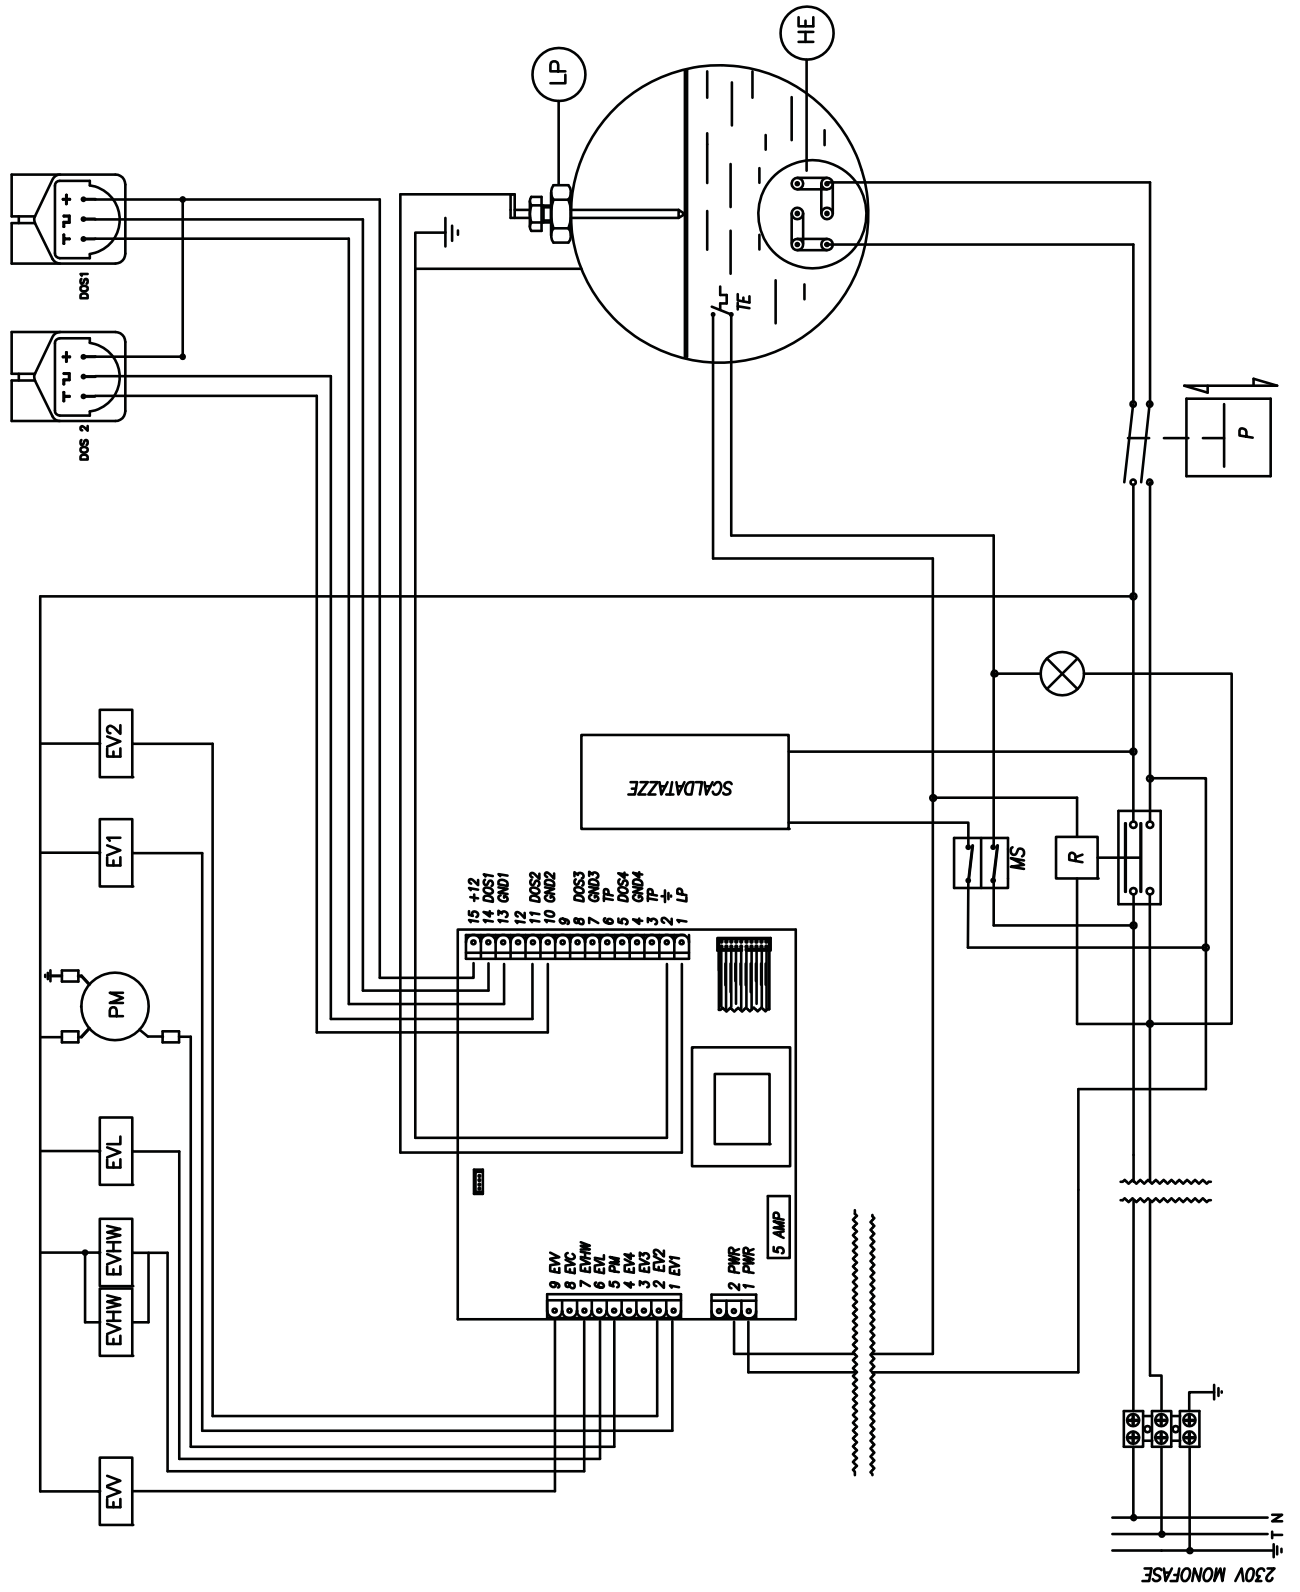 LP
HE
+
DOS1
+
DOS 2
TE
P
EV2
EV1
SCALDATAZZE
MS
R
PM
EVL
EVHW
EVHW
EVV
15 +12
14 DOS1
13 GND1
12
11 DOS2
10 GND2
9
8 DOS3
7 GND3
6 TP
5 DOS4
4 GND4
3 TP
2
1 LP
9 EVV
8 EVC
7 EVHW
6 EVL
5 PM
4 EV4
3 EV3
2 EV2
1 EV1
2 PWR
1 PWR
5 AMP
N
T
230V MONOFASE